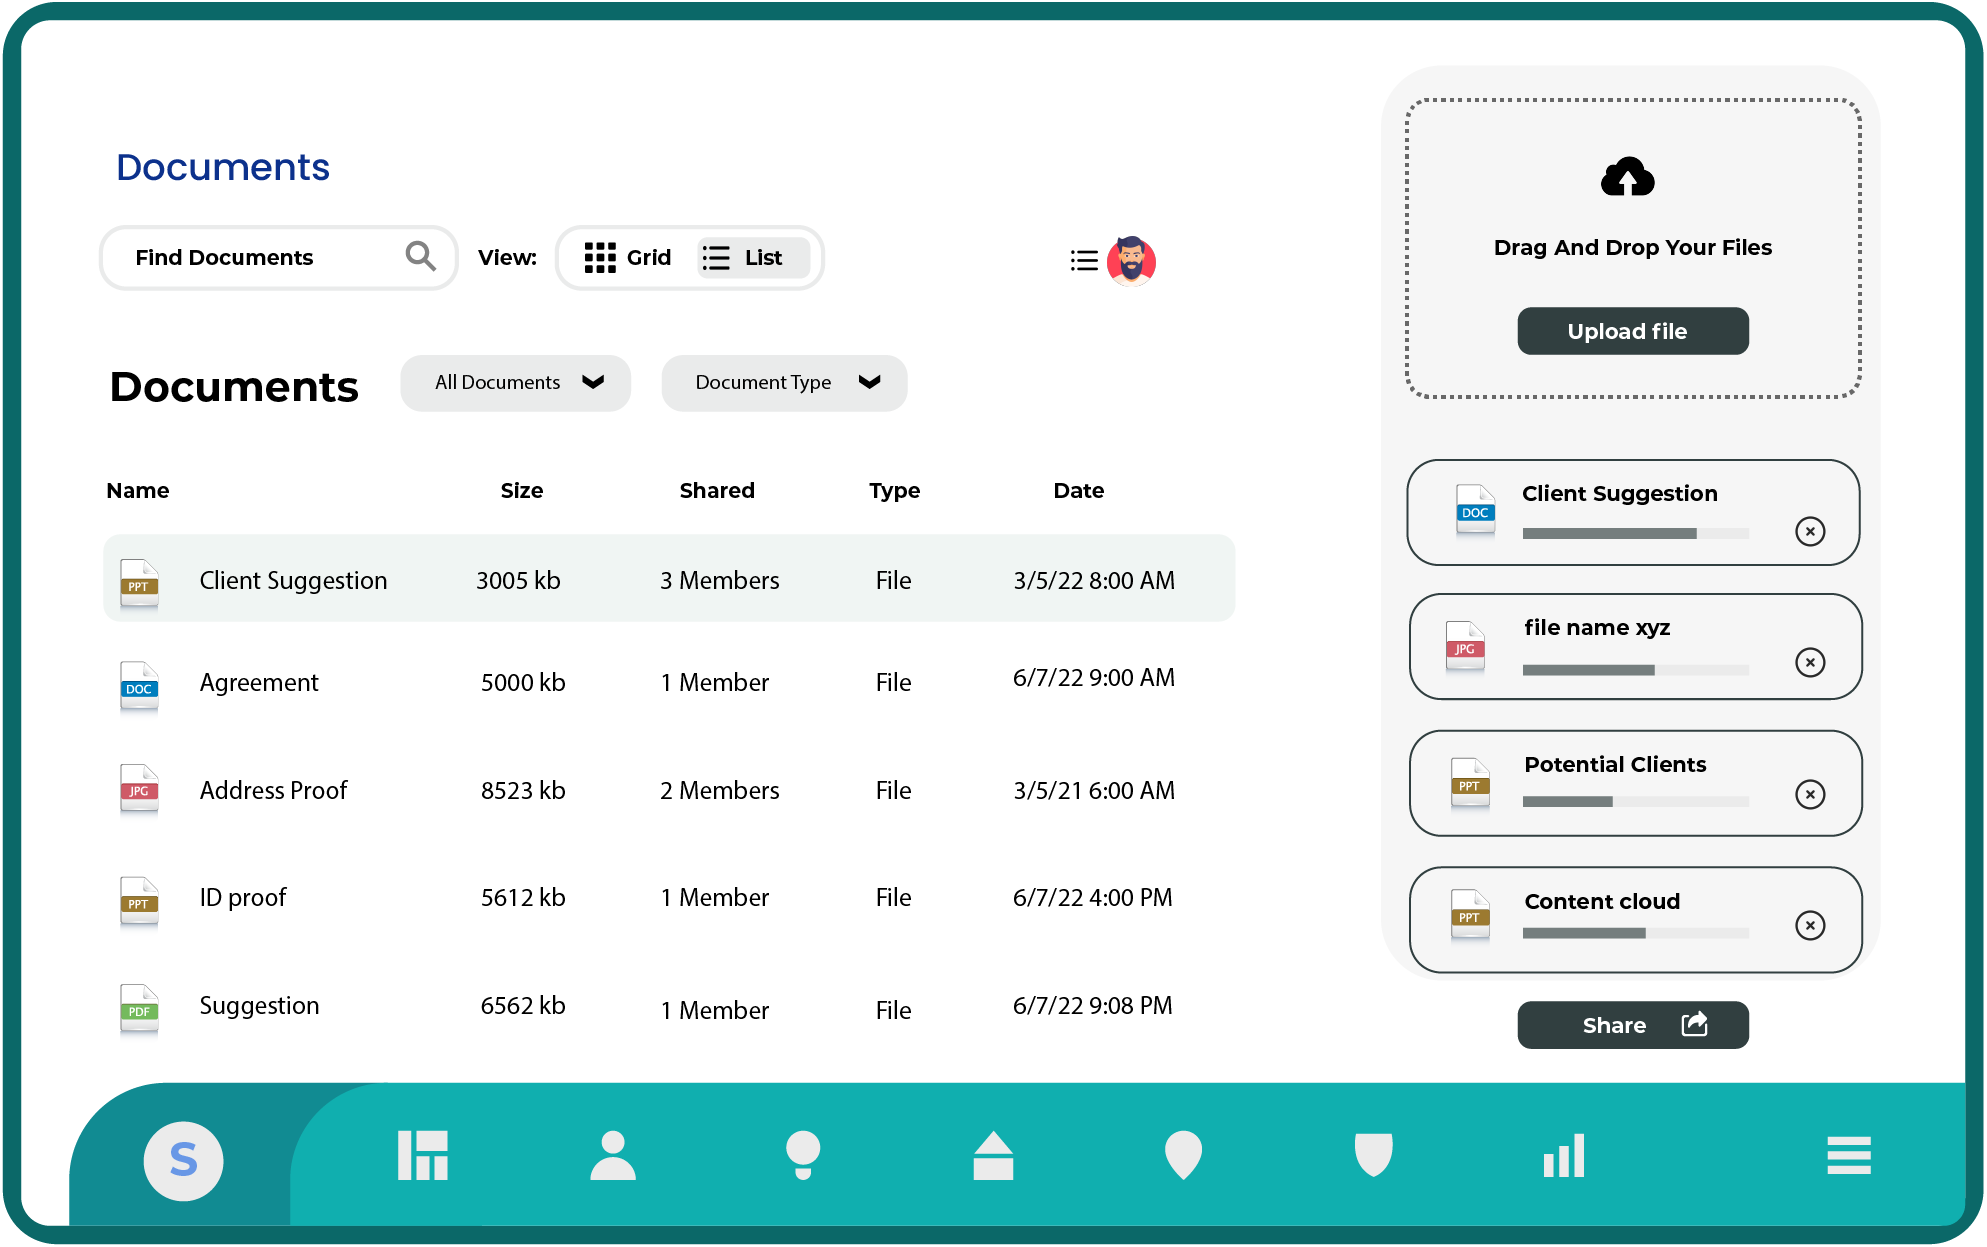 Documents
Find Documents
View:
Grid
List
Documents
All Documents
Document Type
Name Size Shared Type Date
PPT Client Suggestion 3005 kb 3 Members File 3/5/22 8:00 AM
DOC Agreement 5000 kb 1 Member File 6/7/22 9:00 AM
JPG Address Proof 8523 kb 2 Members File 3/5/21 6:00 AM
PPT ID proof 5612 kb 1 Member File 6/7/22 4:00 PM
PDF Suggestion 6562 kb 1 Member File 6/7/22 9:08 PM
Drag And Drop Your Files
Upload file
DOC Client Suggestion
JPG file name xyz
PPT Potential Clients
PPT Content cloud
Share
S